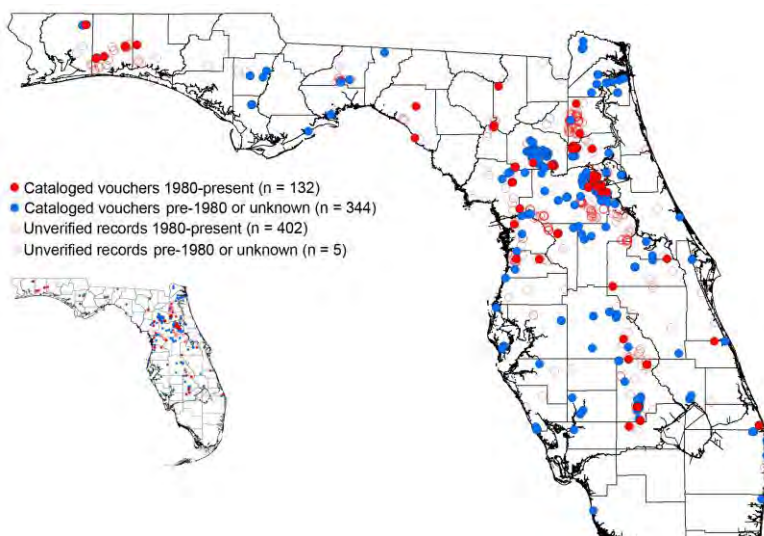 Cataloged vouchers 1980-present (n = 132)
Cataloged vouchers pre-1980 or unknown (n = 344)
Unverified records 1980-present (n = 402)
Unverified records pre-1980 or unknown (n = 5)